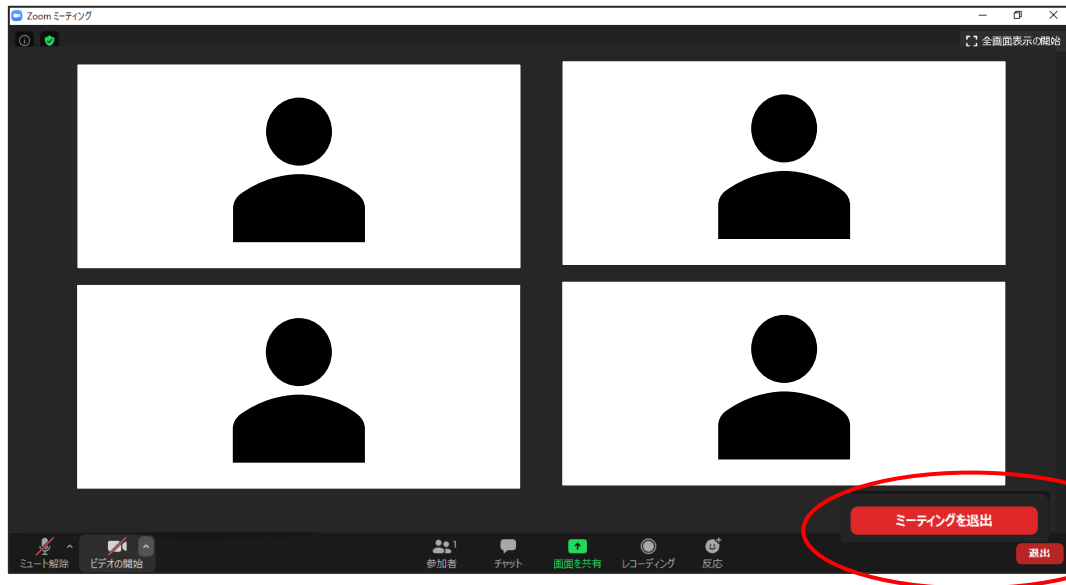 Zoom ミーティング
全画面表示の開始
ミーティングを退出
ミュート解除
ビデオの開始
1
参加者
チャット
画面を共有
レコーディング
反応
退出